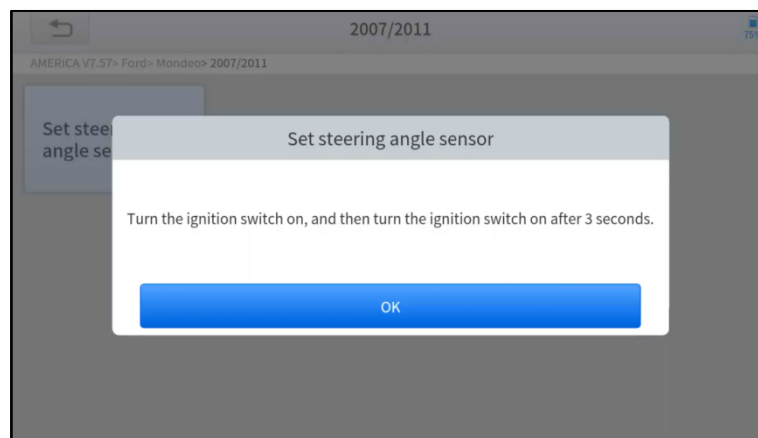 2007/2011
75%
AMERICA V7.57> Ford> Mondeo> 2007/2011
Set steering angle sensor
Set stee
angle se
Turn the ignition switch on, and then turn the ignition switch on after 3 seconds.
OK